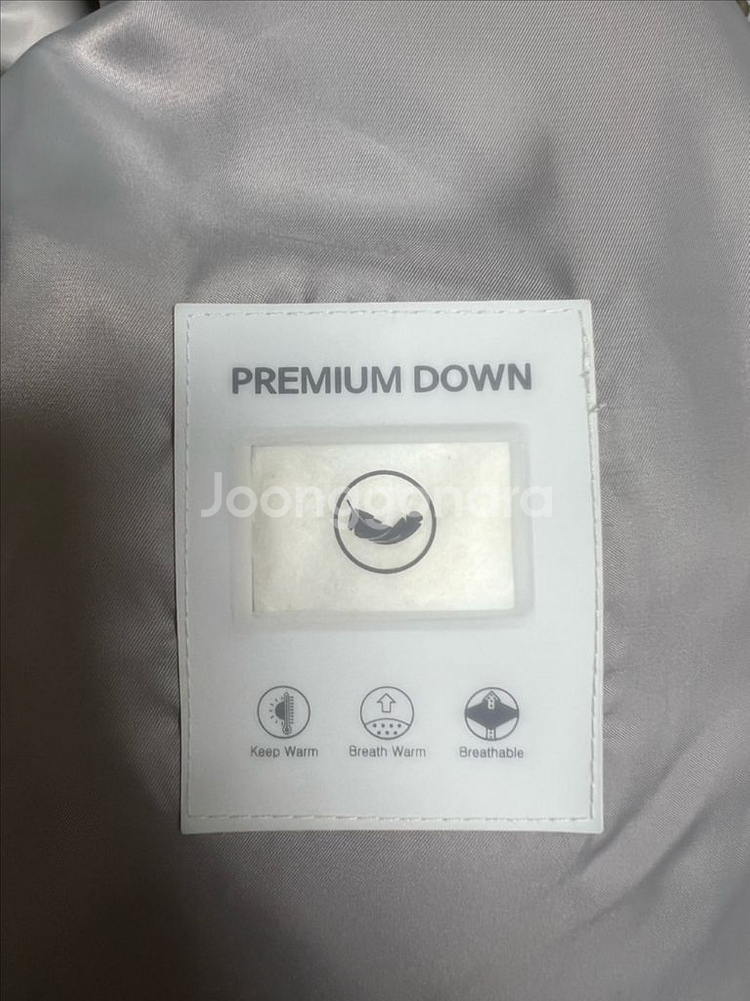 PREMIUM DOWN
Joonggonara
Keep Warm
Breath Warm
Breathable